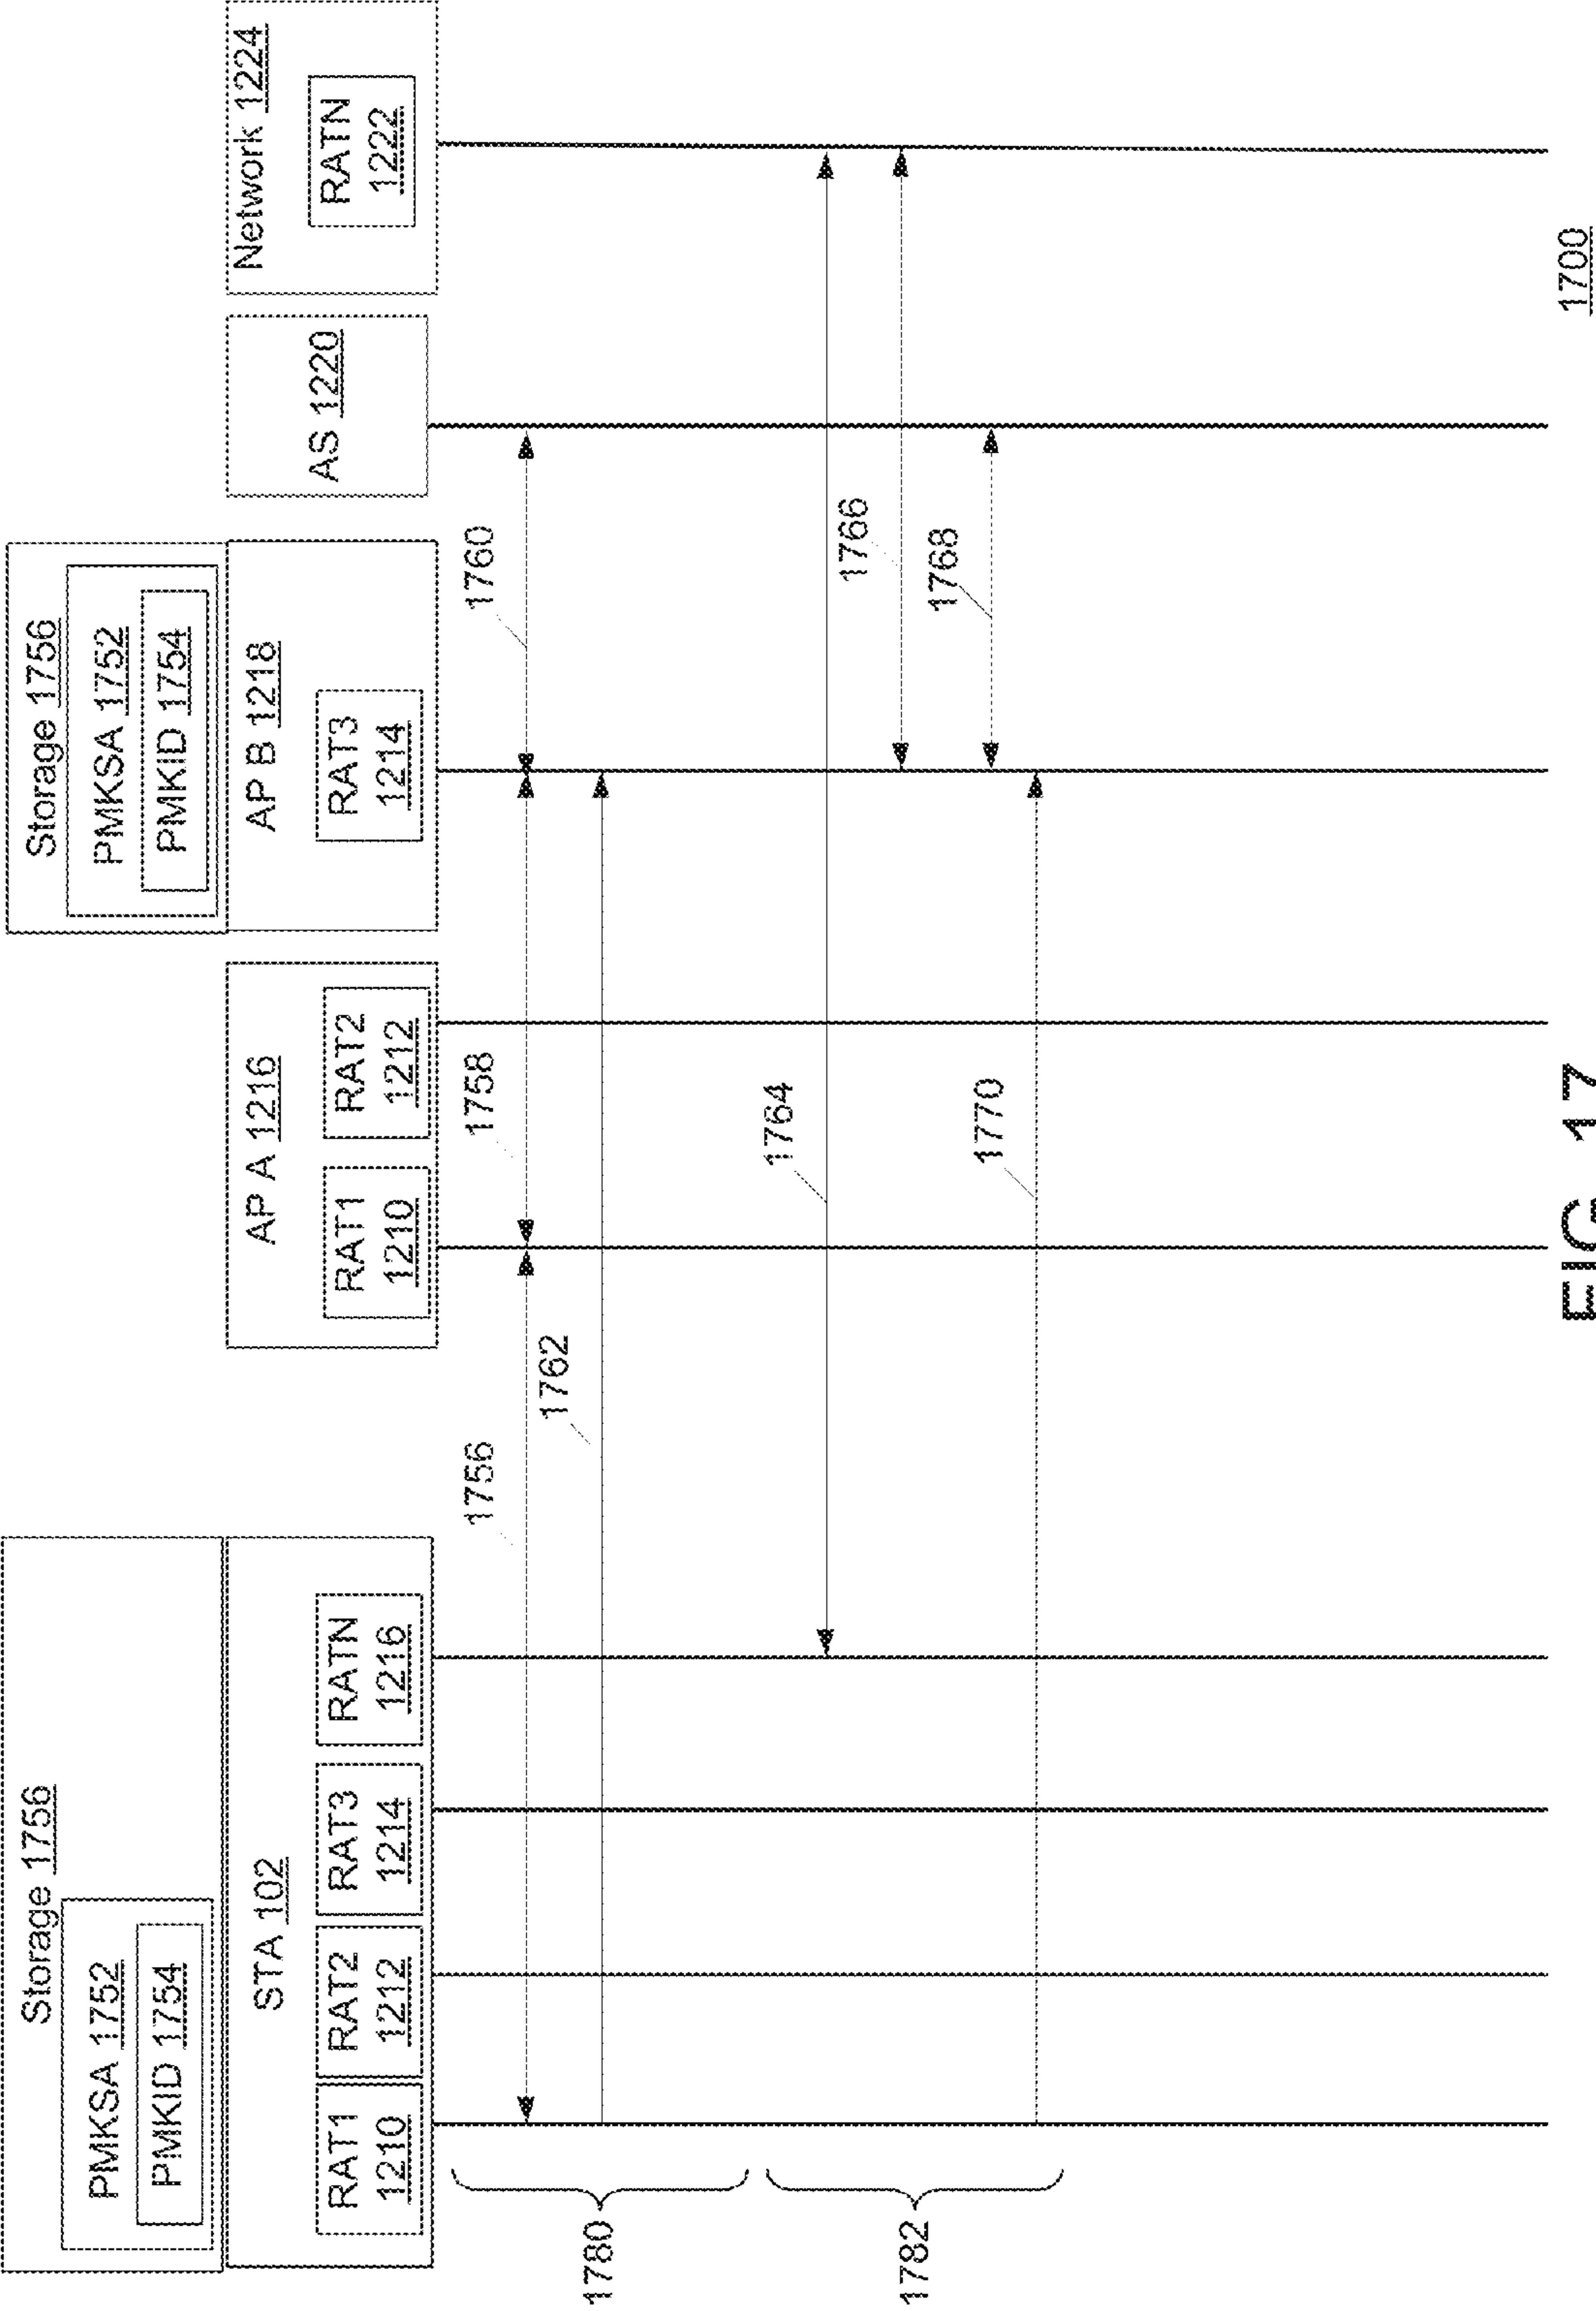 Storage 1756
PMKSA 1752
PMKID 1754
STA 102
RAT1
1210
RAT2
1212
RAT3
1214
RATN
1216
AP A 1216
RAT1
1210
RAT2
1212
Storage 1756
PMKSA 1752
PMKID 1754
AP B 1218
RAT3
1214
AS 1220
Network 1224
RATN
1222
1780
1756
1758
1760
1762
1782
1764
1766
1768
1770
FIG. 17
1700